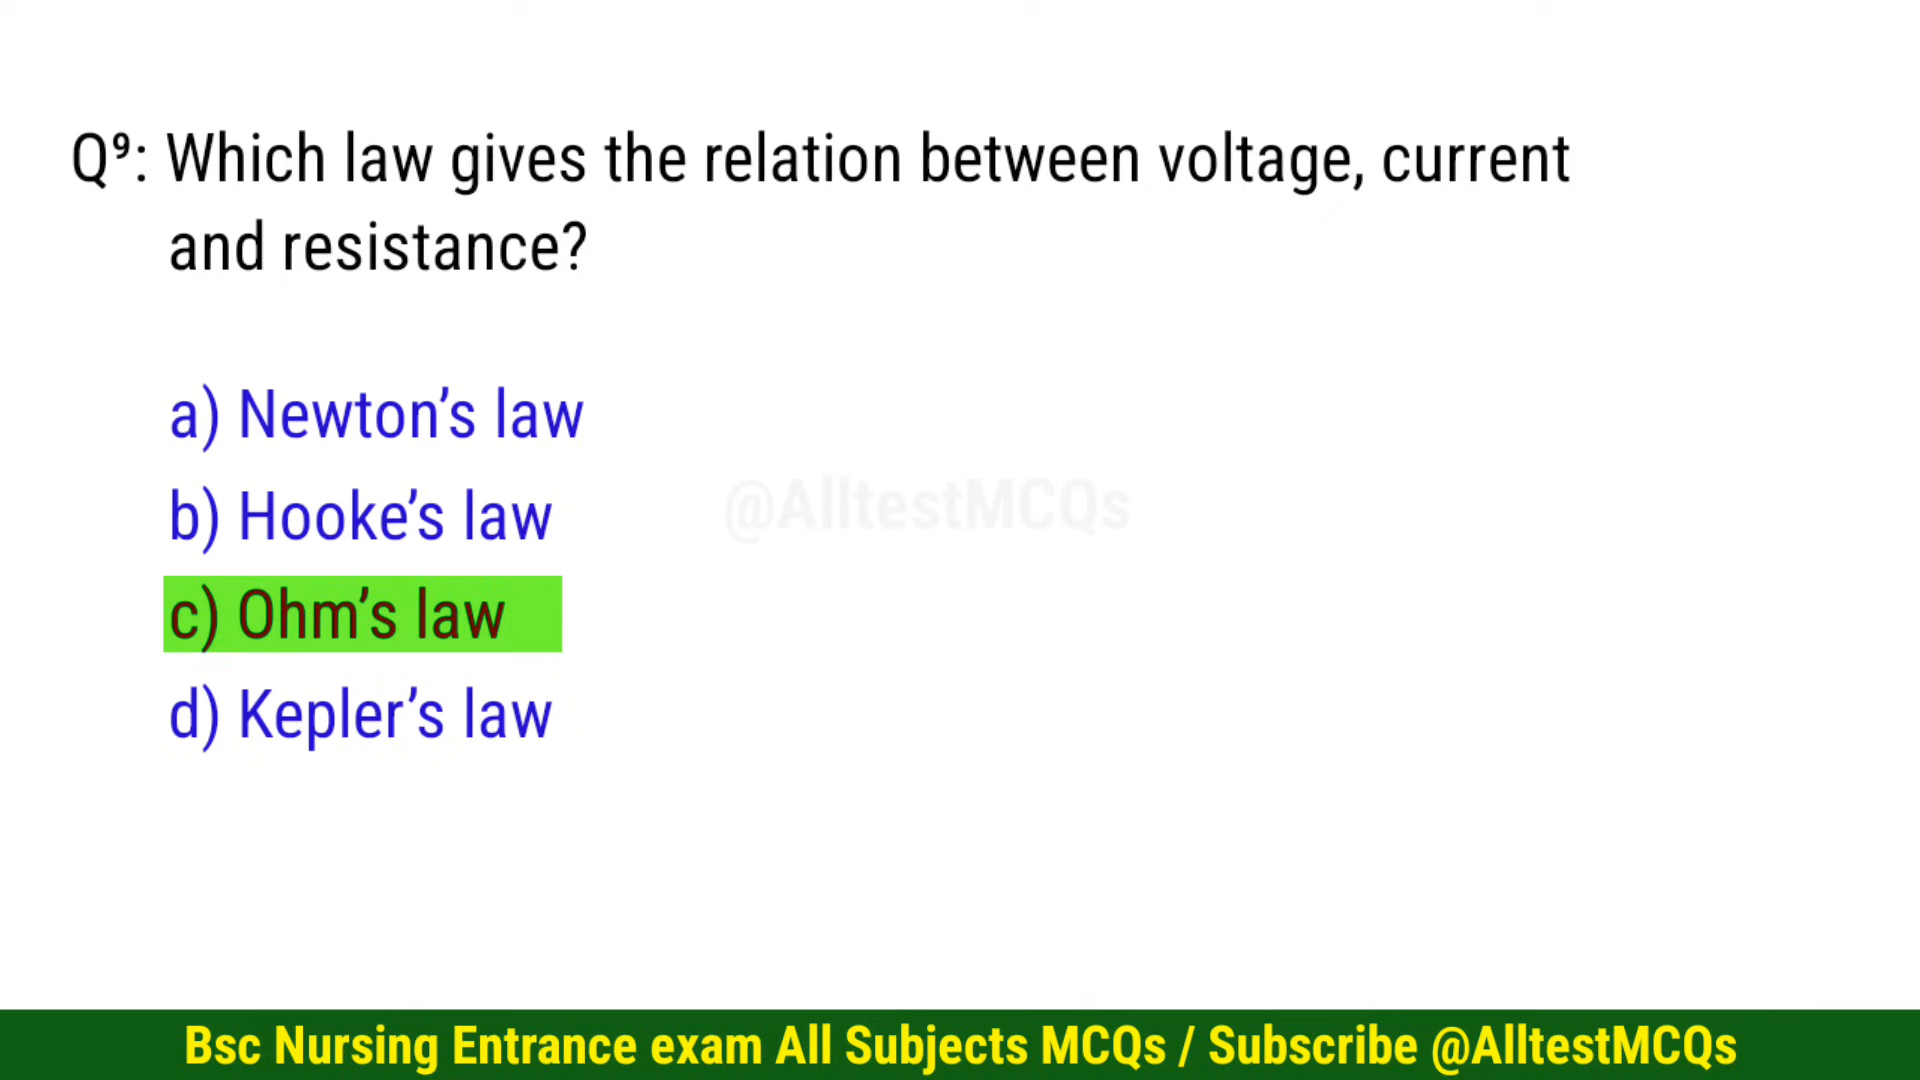 Q⁹: Which law gives the relation between voltage, current
and resistance?
a) Newton’s law
b) Hooke’s law
@AlltestMCQs
c) Ohm’s law
d) Kepler’s law
Bsc Nursing Entrance exam All Subjects MCQs / Subscribe @AlltestMCQs